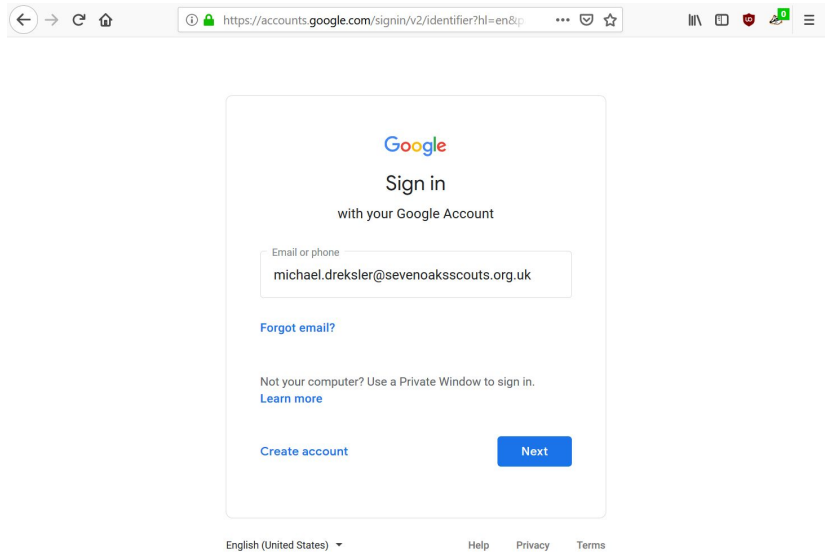 https://accounts.google.com/signin/v2/identifier?hl=en&p
0
Google
Sign in
with your Google Account
Email or phone
michael.dreksler@sevenoaksscouts.org.uk
Forgot email?
Not your computer? Use a Private Window to sign in.
Learn more
Create account
Next
English (United States)
Help Privacy Terms